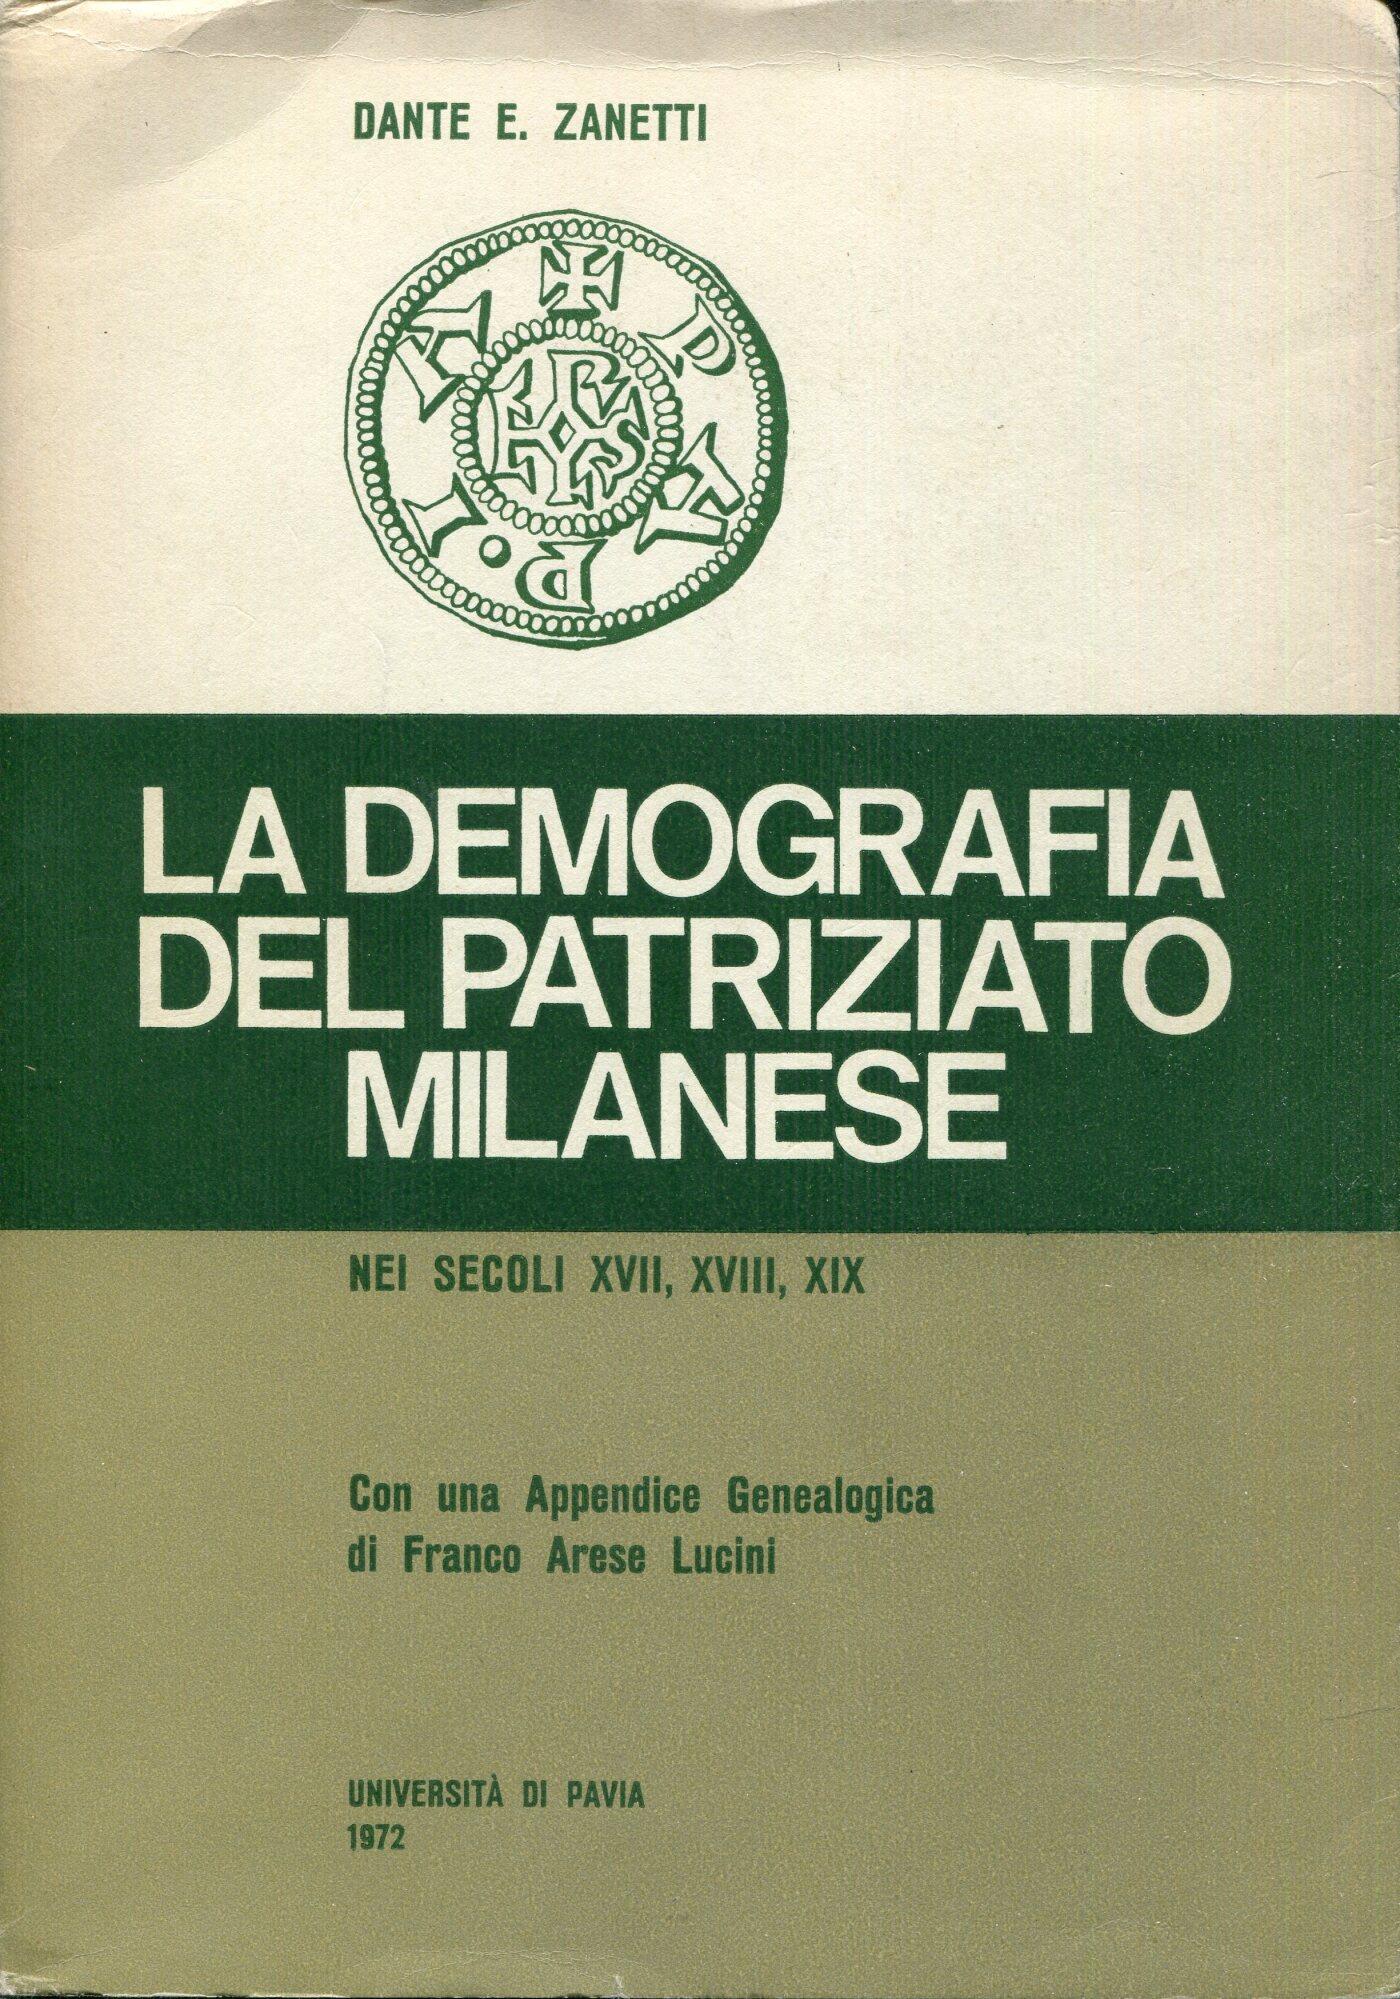 DANTE E. ZANETTI
LA DEMOGRAFIA
DEL PATRIZIATO
MILANESE
NEI SECOLI XVII, XVIII, XIX
Con una Appendice Genealogica
di Franco Arese Lucini
UNIVERSITÀ DI PAVIA
1972